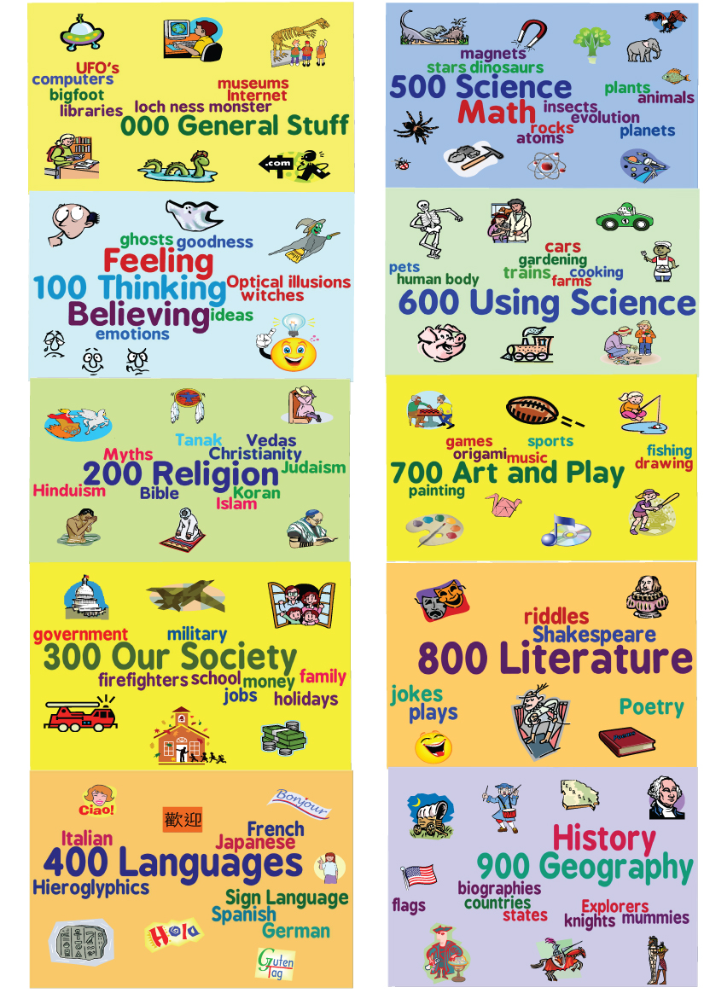 UFO's
computers
bigfoot
libraries
museums
Internet
loch ness monster
000 General Stuff
.com
ghosts goodness
Feeling
100 Thinking
Optical illusions
witches
Believing
ideas
emotions
Tanak Vedas
Myths Christianity
200 Religion Judaism
Hinduism Bible Koran
Islam
government military
300 Our Society
firefighters school money family
jobs holidays
Ciao!
歡迎
Bonjour
Italian French
Japanese
400 Languages
Hieroglyphics
Sign Language
Spanish
German
Hola
Guten
Tag
magnets
stars dinosaurs
500 Science plants
animals
Math insects
evolution
rocks planets
atoms
cars
gardening
pets trains cooking
human body farms
600 Using Science
1
games sports
origami music fishing
drawing
700 Art and Play
painting
riddles
Shakespeare
800 Literature
jokes
plays
Poetry
Poems
GEORGIA
History
900 Geography
biographies
flags countries Explorers
states knights mummies